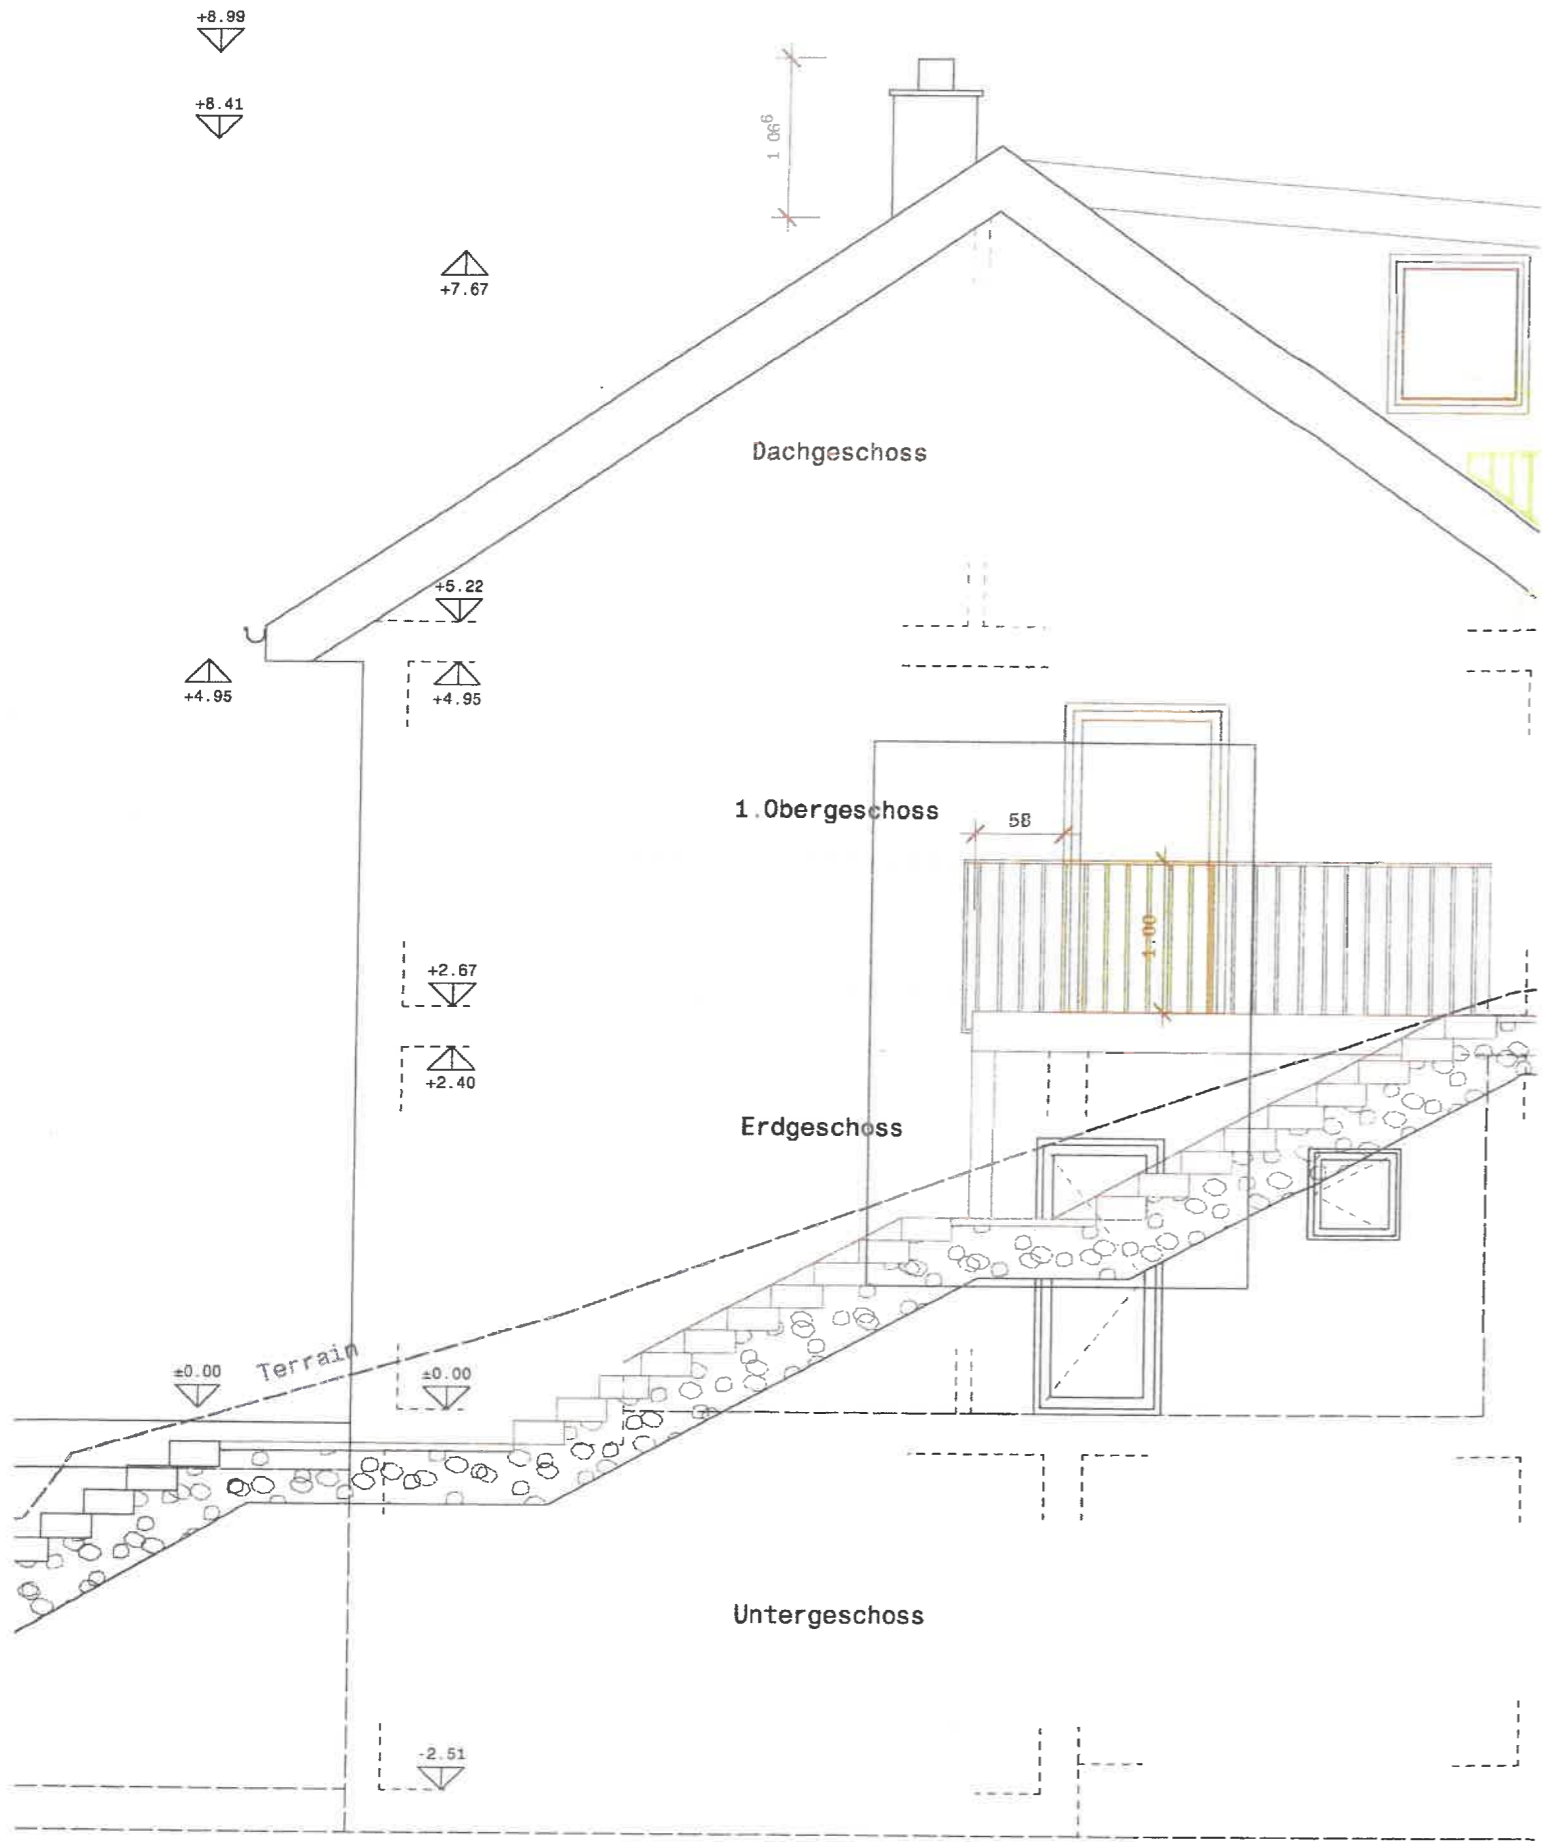 +8.99
+8.41
1 06⁶
+7.67
Dachgeschoss
+5.22
+4.95
+4.95
1.Obergeschoss
58
1.00
+2.67
+2.40
Erdgeschoss
Terrain
±0.00
±0.00
Untergeschoss
-2.51